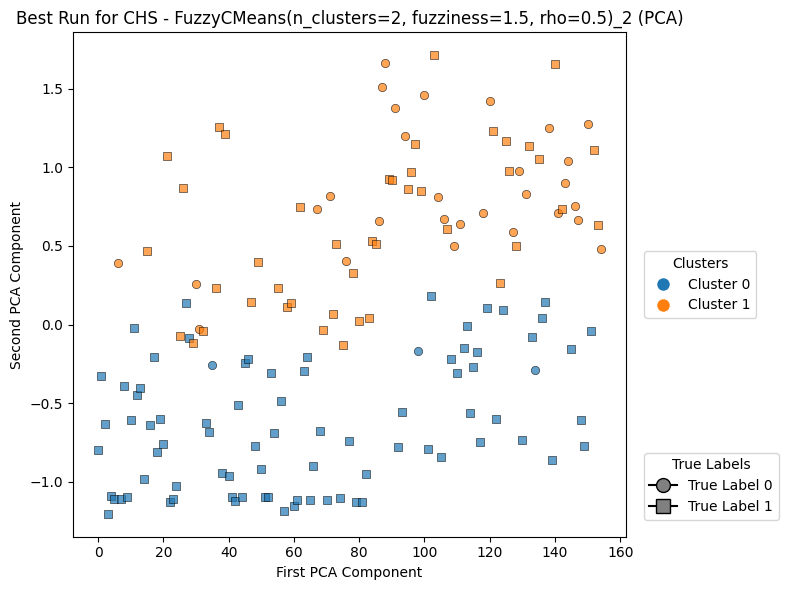 Best Run for CHS - FuzzyCMeans(n_clusters=2, fuzziness=1.5, rho=0.5)_2 (PCA)
1.5
1.0
0.5
0.0
−0.5
−1.0
Second PCA Component
0 20 40 60 80 100 120 140 160
First PCA Component
Clusters
Cluster 0
Cluster 1
True Labels
True Label 0
True Label 1